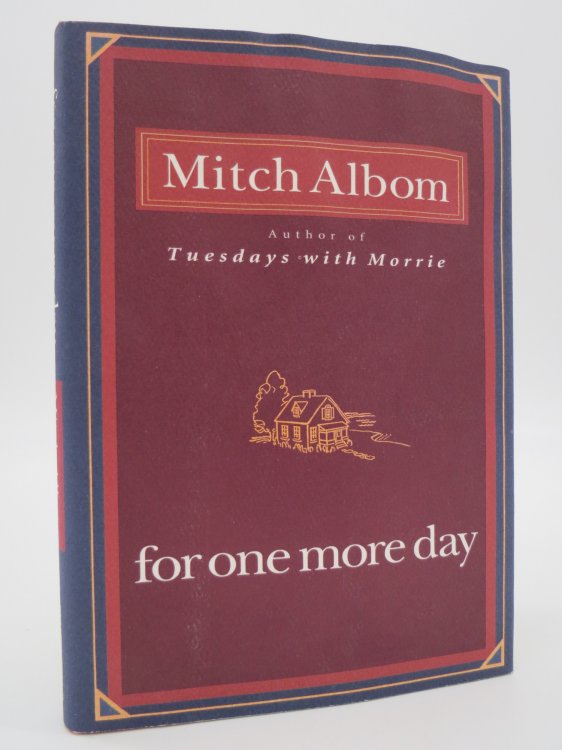 Mitch Albom
Author of
Tuesdays with Morrie
for one more day